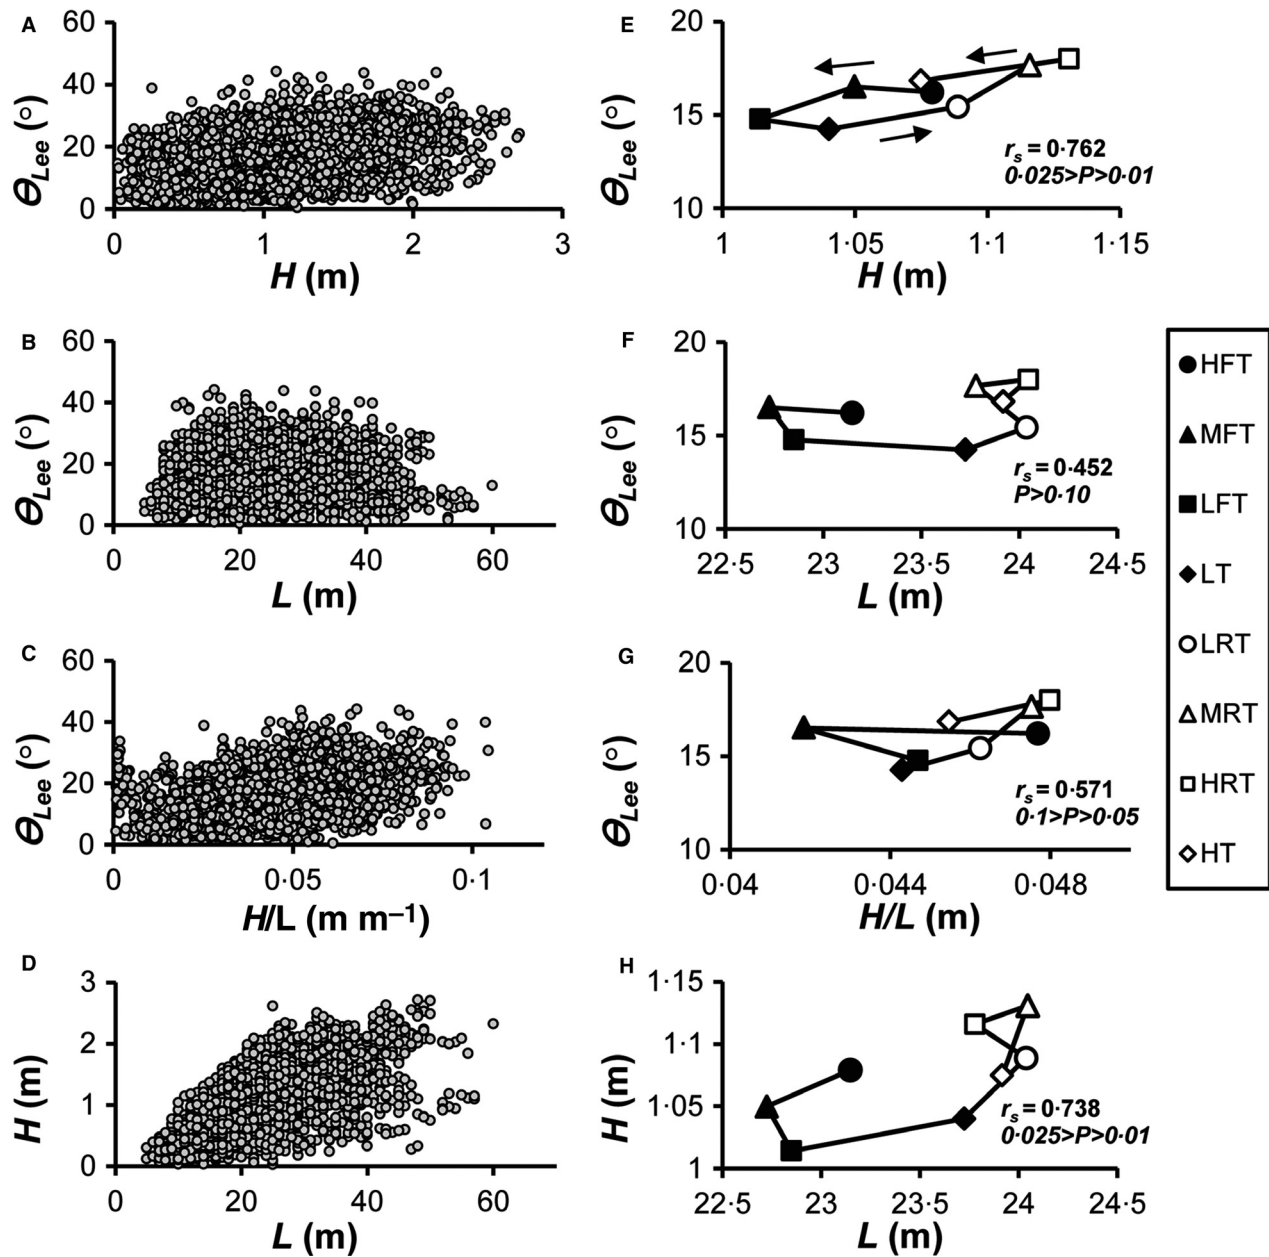 A
60
40
20
0
ΘLee (°)
0 1 2 3
H (m)
E
20
15
10
ΘLee (°)
rs = 0·762
0·025>P>0·01
1 1·05 1·1 1·15
H (m)
B
60
40
20
0
ΘLee (°)
0 20 40 60
L (m)
F
20
15
10
ΘLee (°)
rs = 0·452
P>0·10
22·5 23 23·5 24 24·5
L (m)
C
60
40
20
0
ΘLee (°)
0 0·05 0·1
H/L (m m–1)
G
20
15
10
ΘLee (°)
rs = 0·571
0·1>P>0·05
0·04 0·044 0·048
H/L (m)
D
3
2
1
0
H (m)
0 20 40 60
L (m)
H
1·15
1·1
1·05
1
H (m)
rs = 0·738
0·025>P>0·01
22·5 23 23·5 24 24·5
L (m)
HFT
MFT
LFT
LT
LRT
MRT
HRT
HT